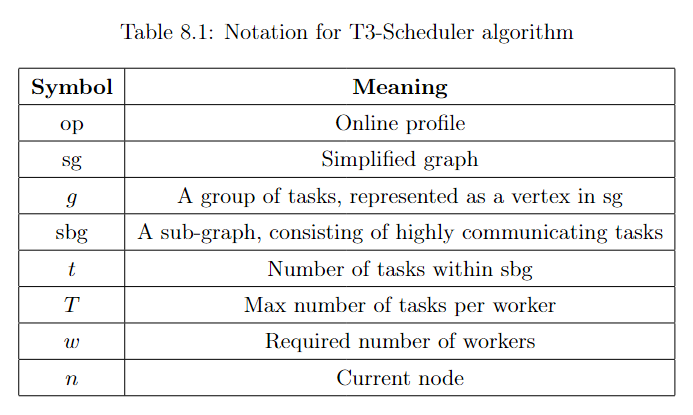 Table 8.1: Notation for T3-Scheduler algorithm
Symbol Meaning
op Online profile
sg Simplified graph
g A group of tasks, represented as a vertex in sg
sbg A sub-graph, consisting of highly communicating tasks
t Number of tasks within sbg
T Max number of tasks per worker
w Required number of workers
n Current node